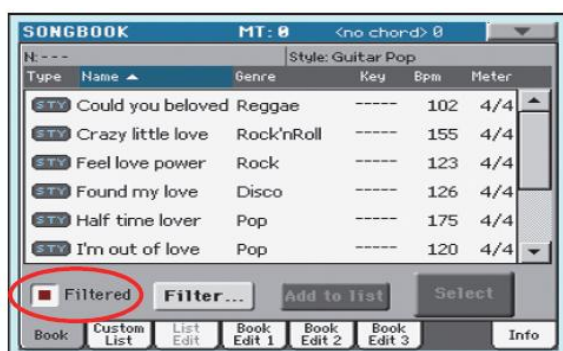 SONGBOOK MT: 0 <no chord> 0
N: --- Style: Guitar Pop
Type Name Genre Key Bpm Meter
STY Could you beloved Reggae ----- 102 4/4
STY Crazy little love Rock'nRoll ----- 155 4/4
STY Feel love power Rock ----- 123 4/4
STY Found my love Disco ----- 126 4/4
STY Half time lover Pop ----- 175 4/4
STY I'm out of love Pop ----- 120 4/4
Filtered Filter... Add to list Select
Book Custom List List Edit Book Edit 1 Book Edit 2 Book Edit 3 Info